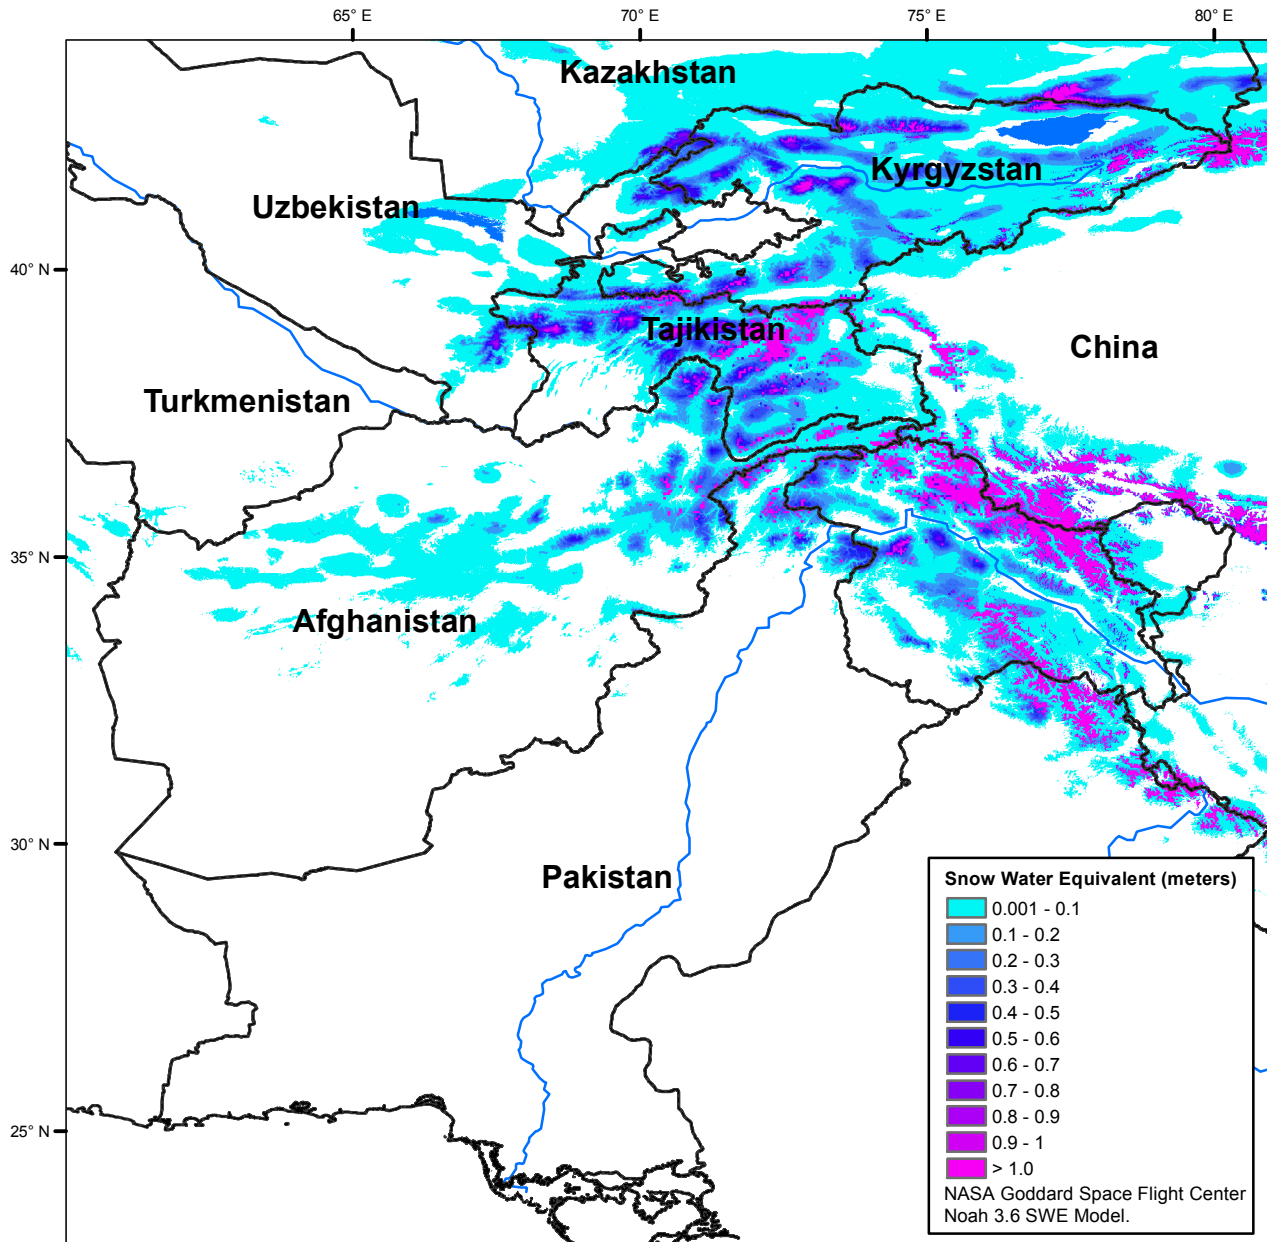 65° E
70° E
75° E
80° E
Kazakhstan
Kyrgyzstan
Uzbekistan
40° N
Tajikistan
China
Turkmenistan
35° N
Afghanistan
30° N
Pakistan
25° N
Snow Water Equivalent (meters)
0.001 - 0.1
0.1 - 0.2
0.2 - 0.3
0.3 - 0.4
0.4 - 0.5
0.5 - 0.6
0.6 - 0.7
0.7 - 0.8
0.8 - 0.9
0.9 - 1
> 1.0
NASA Goddard Space Flight Center
Noah 3.6 SWE Model.